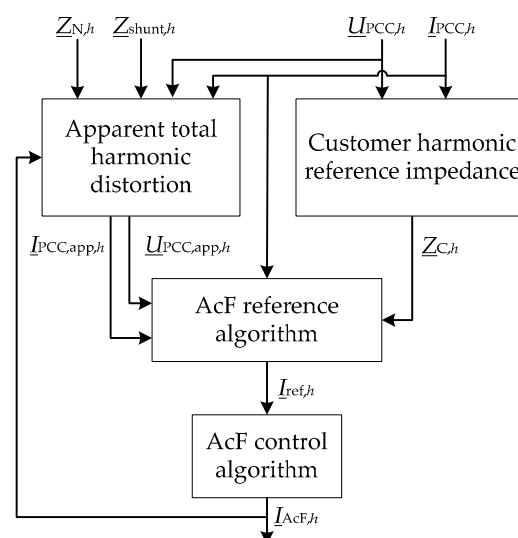 Z_N,h Z_shunt,h U_PCC,h I_PCC,h
Apparent total
harmonic
distortion
Customer harmonic
reference impedance
I_PCC,app,h U_PCC,app,h Z_C,h
AcF reference
algorithm
I_ref,h
AcF control
algorithm
I_AcF,h